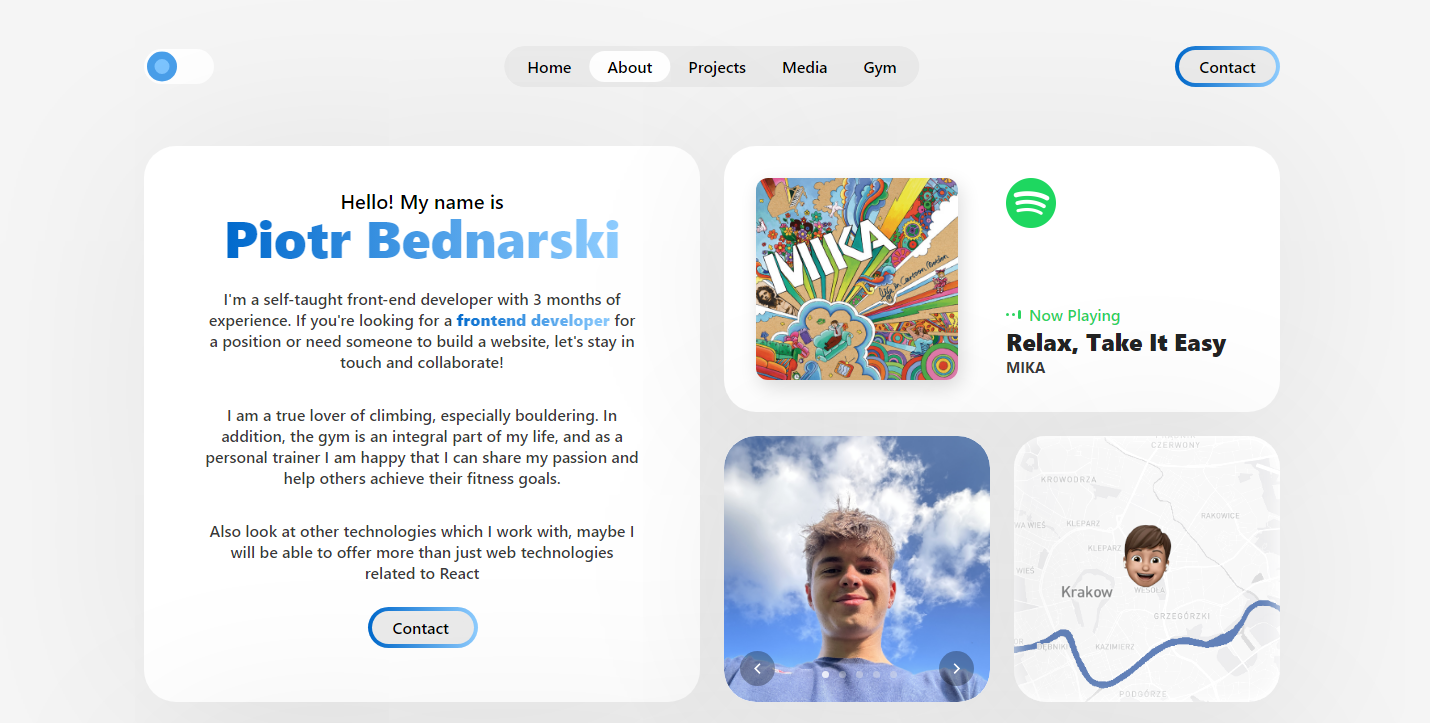 Home
About
Projects
Media
Gym
Contact
Hello! My name is
Piotr Bednarski
I'm a self-taught front-end developer with 3 months of
experience. If you're looking for a frontend developer for
a position or need someone to build a website, let's stay in
touch and collaborate!
I am a true lover of climbing, especially bouldering. In
addition, the gym is an integral part of my life, and as a
personal trainer I am happy that I can share my passion and
help others achieve their fitness goals.
Also look at other technologies which I work with, maybe I
will be able to offer more than just web technologies
related to React
Contact
MIKA
Life in Cartoon Motion
Now Playing
Relax, Take It Easy
MIKA
CZERWONY
KROWODRZA
RAKOWICE
WA WIEŚ
KLEPARZ
KLEPARZ
WIEŚ
WESOŁA
Krakow
GRZEGÓRZKI
DĘBNIKI
KAZIMIERZ
PODGÓRZE